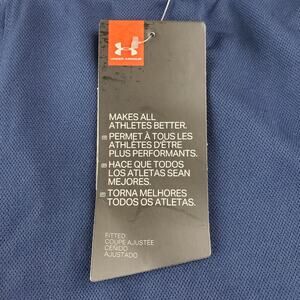 UNDER ARMOUR
MAKES ALL
ATHLETES BETTER.
PERMET À TOUS LES
ATHLÈTES D'ÊTRE
PLUS PERFORMANTS.
HACE QUE TODOS
LOS ATLETAS SEAN
MEJORES.
TORNA MELHORES
TODOS OS ATLETAS.
FITTED
COUPE AJUSTÉE
CEÑIDO
AJUSTADO